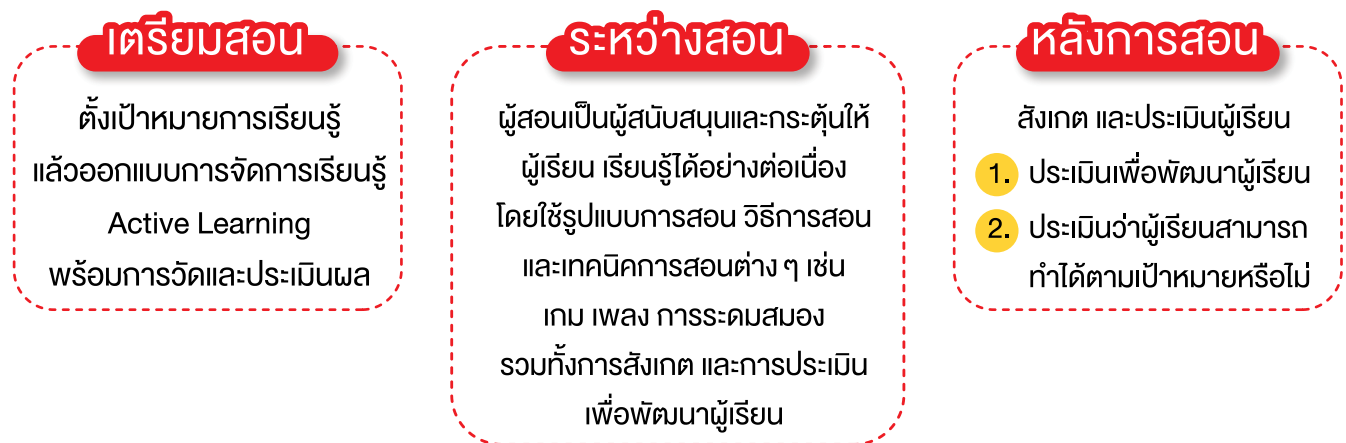 เตรียมสอน
ตั้งเป้าหมายการเรียนรู้
แล้วออกแบบการจัดการเรียนรู้
Active Learning
พร้อมการวัดและประเมินผล
ระหว่างสอน
ผู้สอนเป็นผู้สนับสนุนและกระตุ้นให้
ผู้เรียน เรียนรู้ได้อย่างต่อเนื่อง
โดยใช้รูปแบบการสอน วิธีการสอน
และเทคนิคการสอนต่าง ๆ เช่น
เกม เพลง การระดมสมอง
รวมทั้งการสังเกต และการประเมิน
เพื่อพัฒนาผู้เรียน
หลังการสอน
สังเกต และประเมินผู้เรียน
1. ประเมินเพื่อพัฒนาผู้เรียน
2. ประเมินว่าผู้เรียนสามารถ
ทำได้ตามเป้าหมายหรือไม่